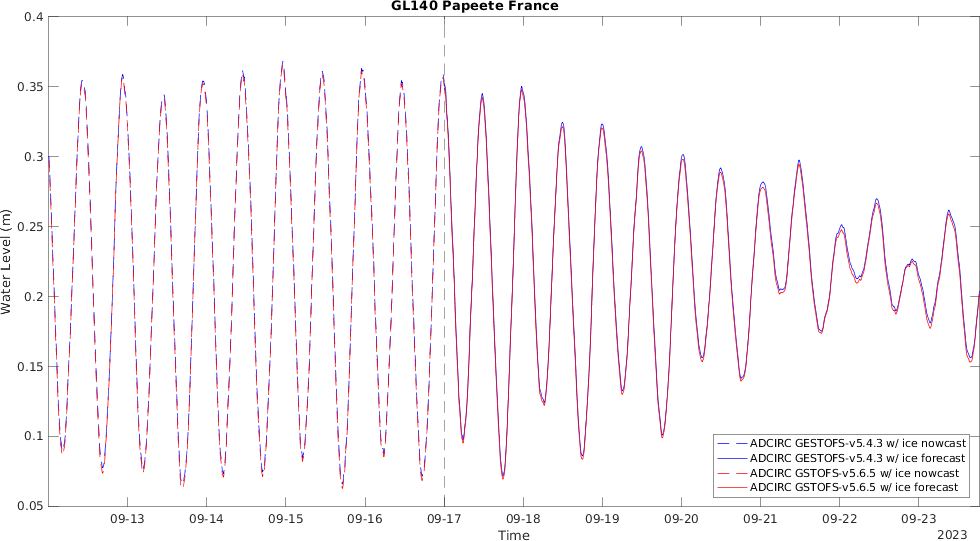 GL140 Papeete France
0.4
0.35
0.3
0.25
0.2
0.15
0.1
0.05
Water Level (m)
ADCIRC GESTOFS-v5.4.3 w/ ice nowcast
ADCIRC GESTOFS-v5.4.3 w/ ice forecast
ADCIRC GSTOFS-v5.6.5 w/ ice nowcast
ADCIRC GSTOFS-v5.6.5 w/ ice forecast
09-13 09-14 09-15 09-16 09-17 09-18 09-19 09-20 09-21 09-22 09-23
Time
2023